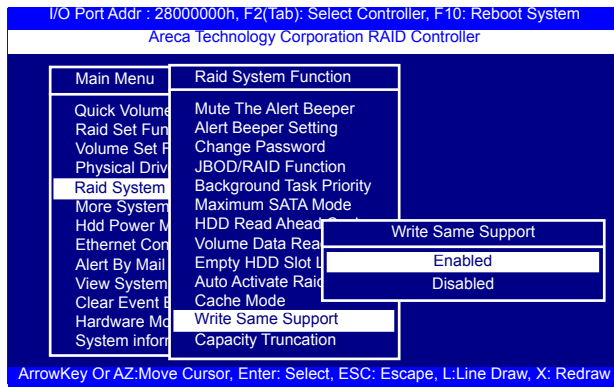 I/O Port Addr : 28000000h, F2(Tab): Select Controller, F10: Reboot System
Areca Technology Corporation RAID Controller
Main Menu
Quick Volume
Raid Set Fun
Volume Set F
Physical Driv
Raid System
More System
Hdd Power M
Ethernet Con
Alert By Mail
View System
Clear Event B
Hardware Mo
System inform
Raid System Function
Mute The Alert Beeper
Alert Beeper Setting
Change Password
JBOD/RAID Function
Background Task Priority
Maximum SATA Mode
HDD Read Ahead
Volume Data Rea
Empty HDD Slot L
Auto Activate Raid
Cache Mode
Write Same Support
Capacity Truncation
Write Same Support
Enabled
Disabled
ArrowKey Or AZ:Move Cursor, Enter: Select, ESC: Escape, L:Line Draw, X: Redraw